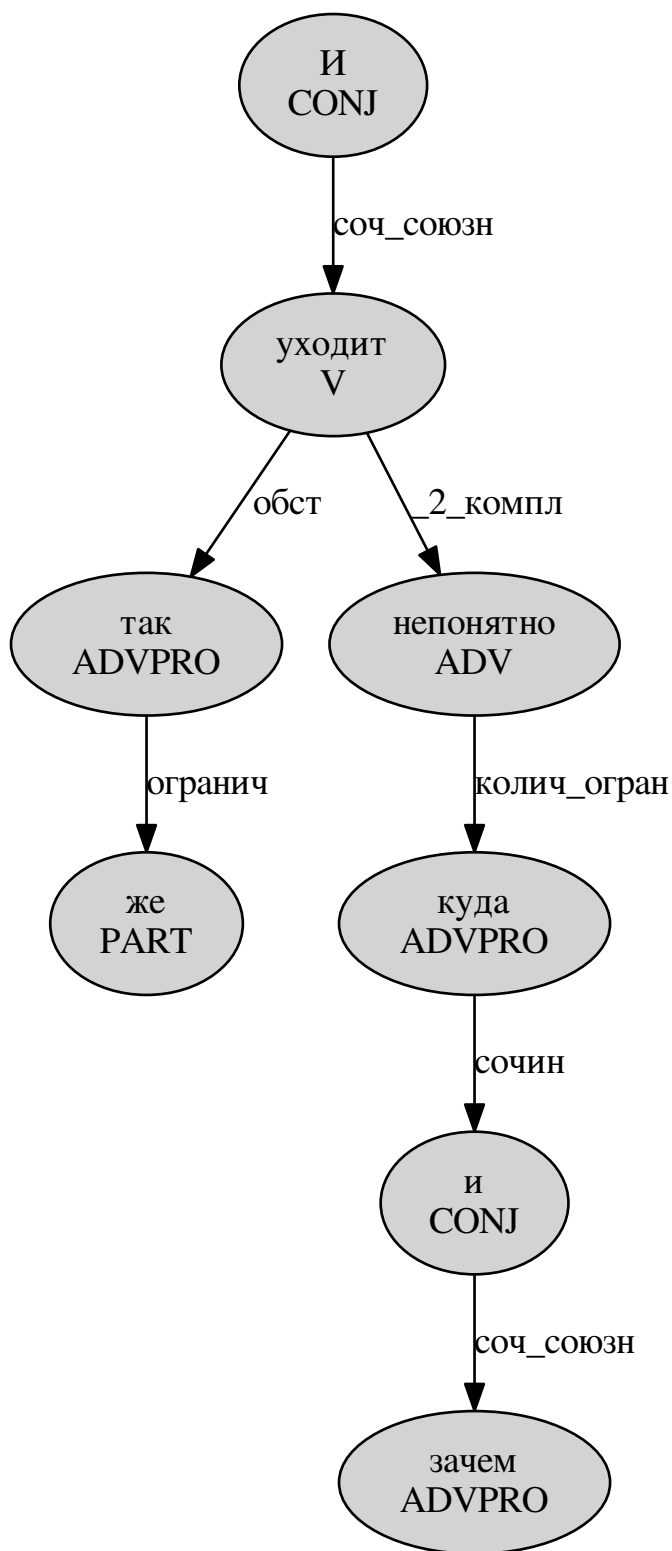 И
CONJ
соч_союзн
уходит
V
обст
_2_компл
так
ADVPRO
непонятно
ADV
огранич
колич_огран
же
PART
куда
ADVPRO
сочин
и
CONJ
соч_союзн
зачем
ADVPRO